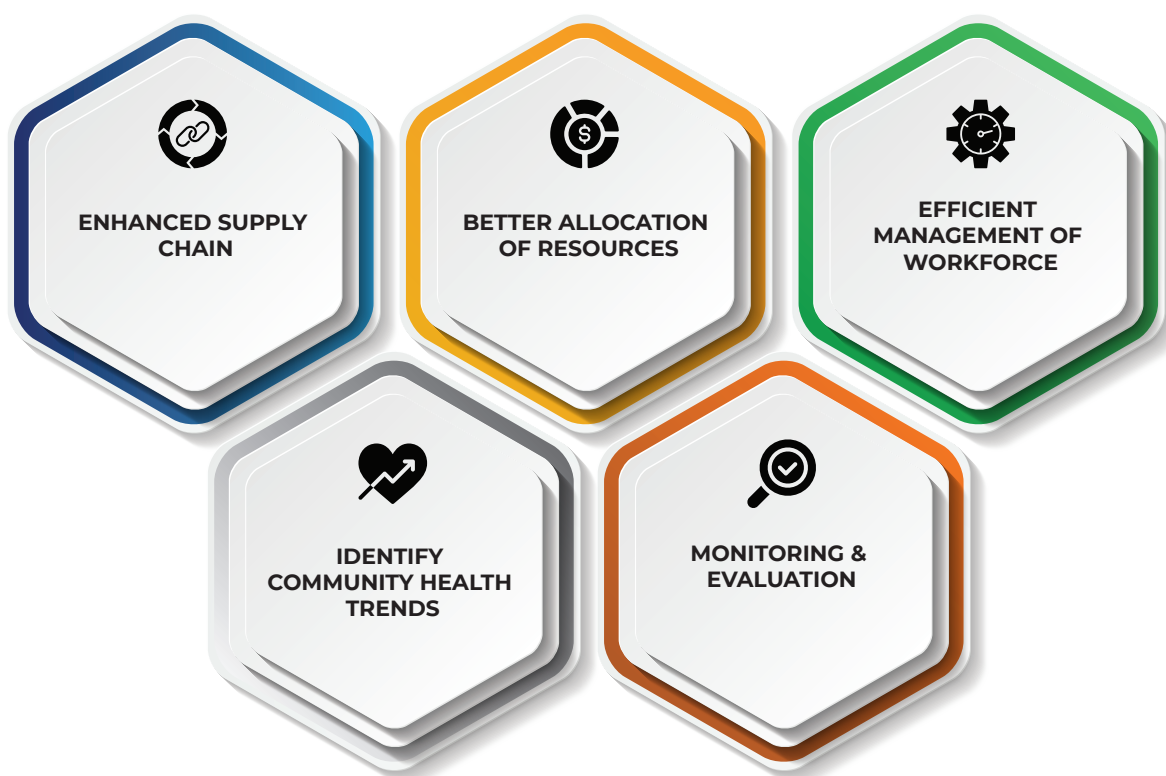 ENHANCED SUPPLY
CHAIN
BETTER ALLOCATION
OF RESOURCES
EFFICIENT
MANAGEMENT OF
WORKFORCE
IDENTIFY
COMMUNITY HEALTH
TRENDS
MONITORING &
EVALUATION